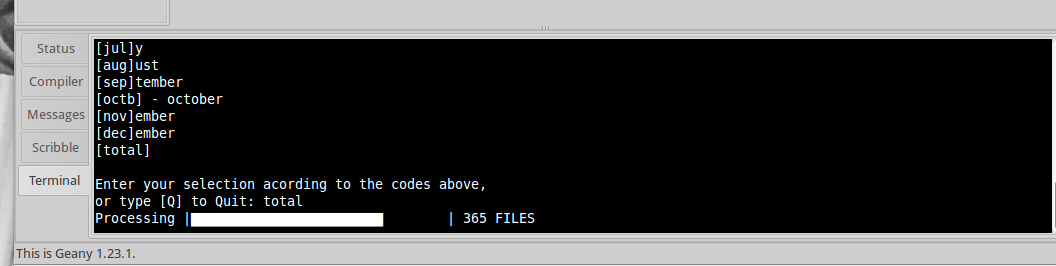 Status
Compiler
Messages
Scribble
Terminal
[jul]y
[aug]ust
[sep]tember
[octb] - october
[nov]ember
[dec]ember
[total]
Enter your selection acording to the codes above,
or type [Q] to Quit: total
Processing | | 365 FILES
This is Geany 1.23.1.